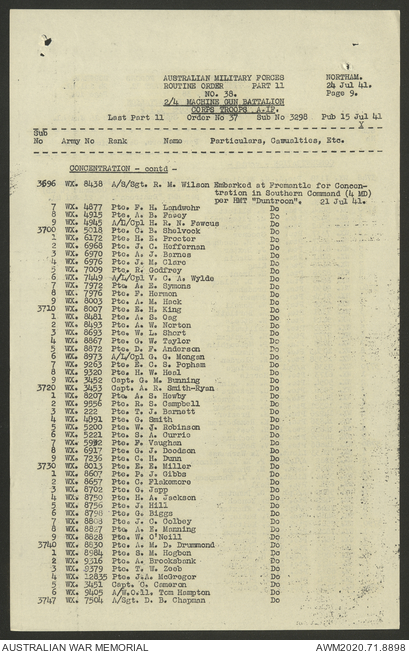 AUSTRALIAN MILITARY FORCES NORTHAM.
ROUTINE ORDER PART 11 24 Jul 41.
NO. 38. Page 9.
2/4 MACHINE GUN BATTALION
CORPS TROOPS A.IF.
Last Part 11 Order No 37 Sub No 3298 Pub 15 Jul 41
Sub
No Army No Rank Name Particulars, Casualties, Etc.
CONCENTRATION - contd -
3696 WX. 8438 A/S/Sgt. R. M. Wilson Embarked at Fremantle for Concen-
tration in Southern Command (4 MD)
per HMT "Duntroon". 21 Jul 41.
7 WX. 4877 Pte. F. H. Landwehr Do
8 WX. 4915 Pte. A. B. Facey Do
9 WX. 4945 A/L/Cpl H. R. N. Fewcus Do
3700 WX. 5018 Pte. C. B. Shelvock Do
1 WX. 6172 Pte. H. E. Proctor Do
2 WX. 6968 Pte. J. C. Heffernan Do
3 WX. 6970 Pte. A. J. Barnes Do
4 WX. 6976 Pte. J. M. Clare Do
5 WX. 7009 Pte. R. Godfrey Do
6 WX. 7449 A/L/Cpl V. C. A. Wylde Do
7 WX. 7972 Pte. A. E. Symons Do
8 WX. 7976 Pte. F. Hermon Do
9 WX. 8003 Pte. A. M. Hack Do
3710 WX. 8007 Pte. E. H. King Do
1 WX. 8481 Pte. A. S. Oag Do
2 WX. 8493 Pte. A. W. Norton Do
3 WX. 8693 Pte. W. L. Short Do
4 WX. 8867 Pte. G. W. Taylor Do
5 WX. 8872 Pte. D. F. Anderson Do
6 WX. 8973 A/L/Cpl G. G. Mongan Do
7 WX. 9263 Pte. E. C. S. Popham Do
8 WX. 9320 Pte. H. W. Heal Do
9 WX. 3452 Capt. G. M. Bunning Do
3720 WX. 3453 Capt. A. R. Smith-Ryan Do
1 WX. 8207 Pte. A. S. Hewby Do
2 WX. 9556 Pte. R. S. Campbell Do
3 WX. 222 Pte. T. J. Barnett Do
4 WX. 4991 Pte. G. Smith Do
5 WX. 5200 Pte. W. J. Robinson Do
6 WX. 5221 Pte. S. A. Currie Do
7 WX. Pte. F. Vaughan Do
8 WX. 6917 Pte. G. J. Dodson Do
9 WX. 7236 Pte. C. H. Dunn Do
3730 WX. 8013 Pte. E. E. Miller Do
1 WX. 8607 Pte. P. J. Gibbs Do
2 WX. 8657 Pte. C. Flakemore Do
3 WX. 8702 Pte. G. Japp Do
4 WX. 8750 Pte. H. A. Jackson Do
5 WX. 8756 Pte. J. Hill Do
6 WX. 8798 Pte. G. Biggs Do
7 WX. 8808 Pte. J. C. Colbey Do
8 WX. 8827 Pte. A. E. Manning Do
9 WX. 8828 Pte. W. O'Neill Do
3740 WX. 8830 Pte. A. M. D. Drummond Do
1 WX. 8984 Pte. S. M. Hogben Do
2 WX. 9316 Pte. A. Brooksbank Do
3 WX. 9379 Pte. T. W. Zeeb Do
4 WX. 12835 Pte. J.A. McGregor Do
5 WX. 3451 Capt. C. Cameron Do
6 WX. 9405 A/W.O.11. Tom Hampton Do
3747 WX. 7504 A/Sgt. D. B. Chapman Do
AUSTRALIAN WAR MEMORIAL AWM2020.71.8898